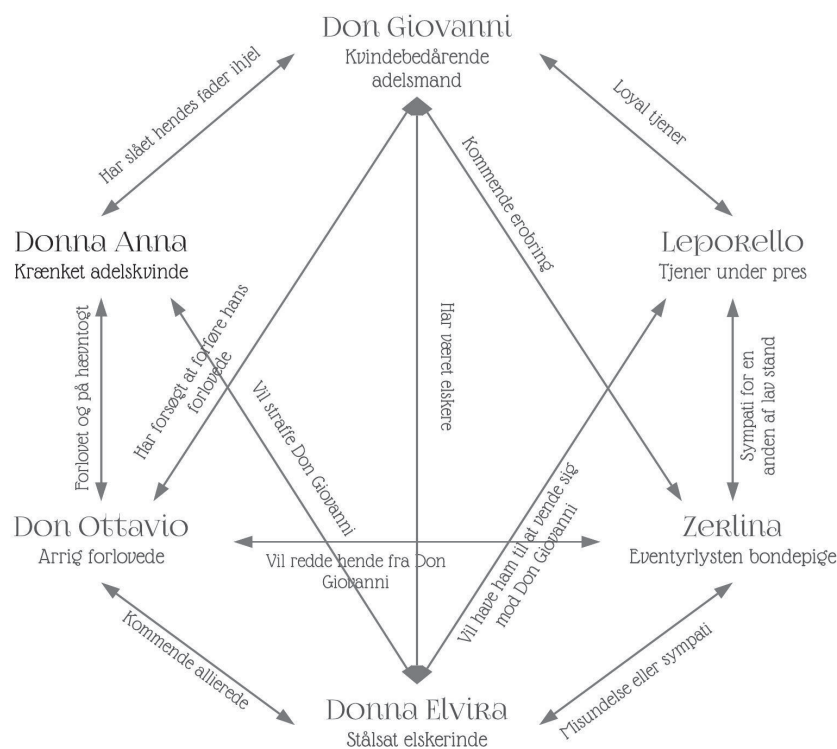 Don Giovanni
Kvindebedårende
adelsmand
Har slået hendes fader ihjel
Loyal tjener
Donna Anna
Krænket adelskvinde
Leporello
Tjener under pres
Kommende erobring
Har været elskere
Har forsøgt at forføre hans
forlovede
Forlovet og på hævntogt
Vil straffe Don Giovanni
Sympati for en
anden af lav stand
Vil have ham til at vende sig
mod Don Giovanni
Don Ottavio
Arrig forlovede
Vil redde hende fra Don
Giovanni
Zerlina
Eventyrlysten bondepige
Kommende allierede
Misundelse eller sympati
Donna Elvira
Stålsat elskerinde